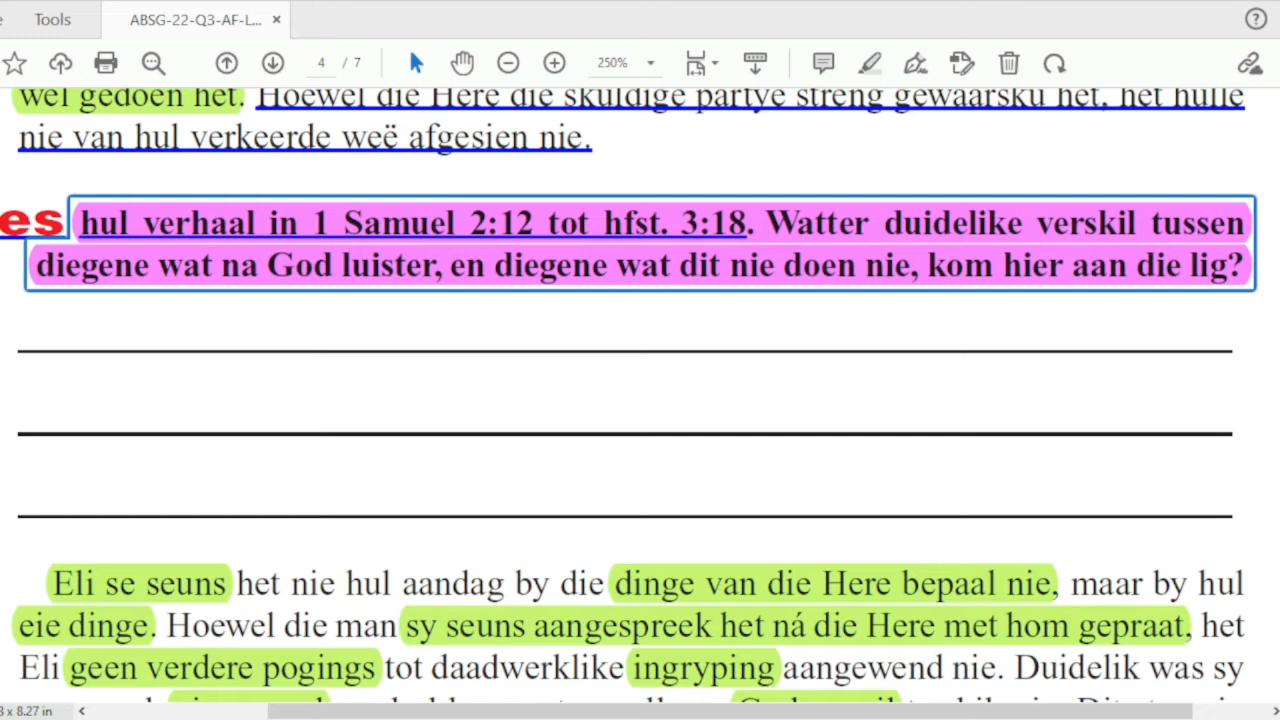 e Tools ABSG-22-Q3-AF-L... ×
4 / 7 250%
wel gedoen het. Hoewel die Here die skuldige partye streng gewaarsku het, het hulle
nie van hul verkeerde weë afgesien nie.
es hul verhaal in 1 Samuel 2:12 tot hfst. 3:18. Watter duidelike verskil tussen
diegene wat na God luister, en diegene wat dit nie doen nie, kom hier aan die lig?
Eli se seuns het nie hul aandag by die dinge van die Here bepaal nie, maar by hul
eie dinge. Hoewel die man sy seuns aangespreek het ná die Here met hom gepraat, het
Eli geen verdere pogings tot daadwerklike ingryping aangewend nie. Duidelik was sy
8 x 8.27 in